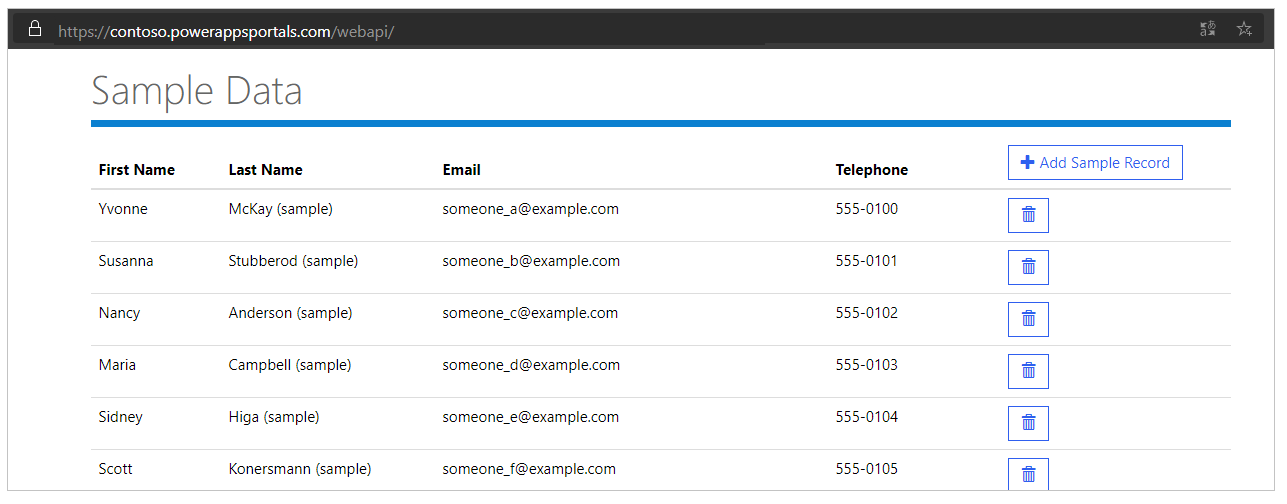 https://contoso.powerappsportals.com/webapi/
Sample Data
First Name Last Name Email Telephone Add Sample Record
Yvonne McKay (sample) someone_a@example.com 555-0100
Susanna Stubberod (sample) someone_b@example.com 555-0101
Nancy Anderson (sample) someone_c@example.com 555-0102
Maria Campbell (sample) someone_d@example.com 555-0103
Sidney Higa (sample) someone_e@example.com 555-0104
Scott Konersmann (sample) someone_f@example.com 555-0105